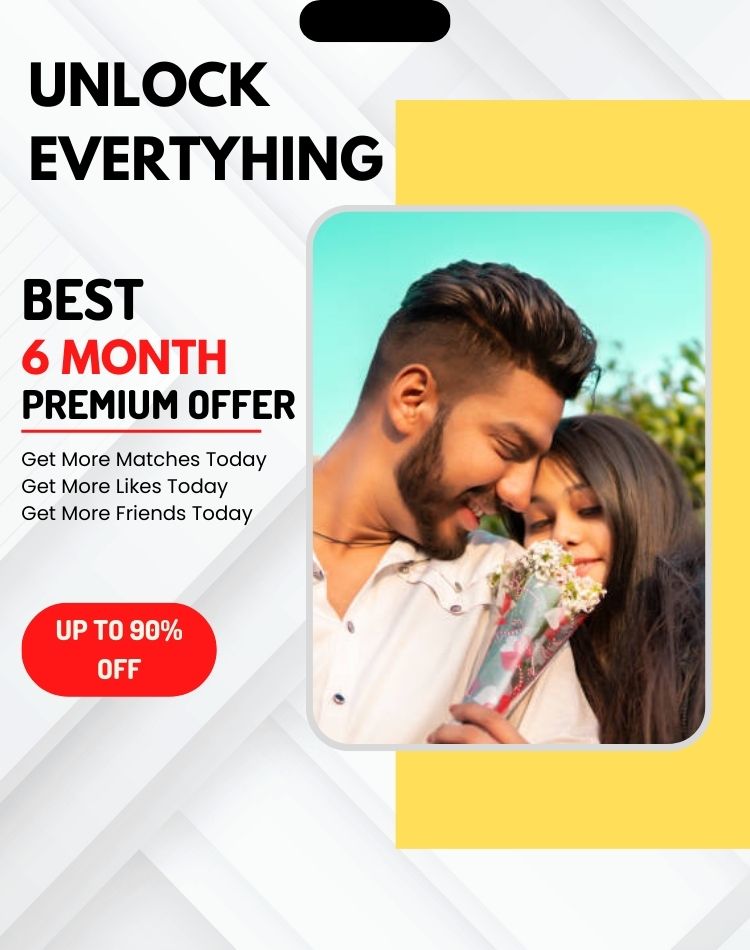 UNLOCK
EVERTYHING
BEST
6 MONTH
PREMIUM OFFER
Get More Matches Today
Get More Likes Today
Get More Friends Today
UP TO 90%
OFF